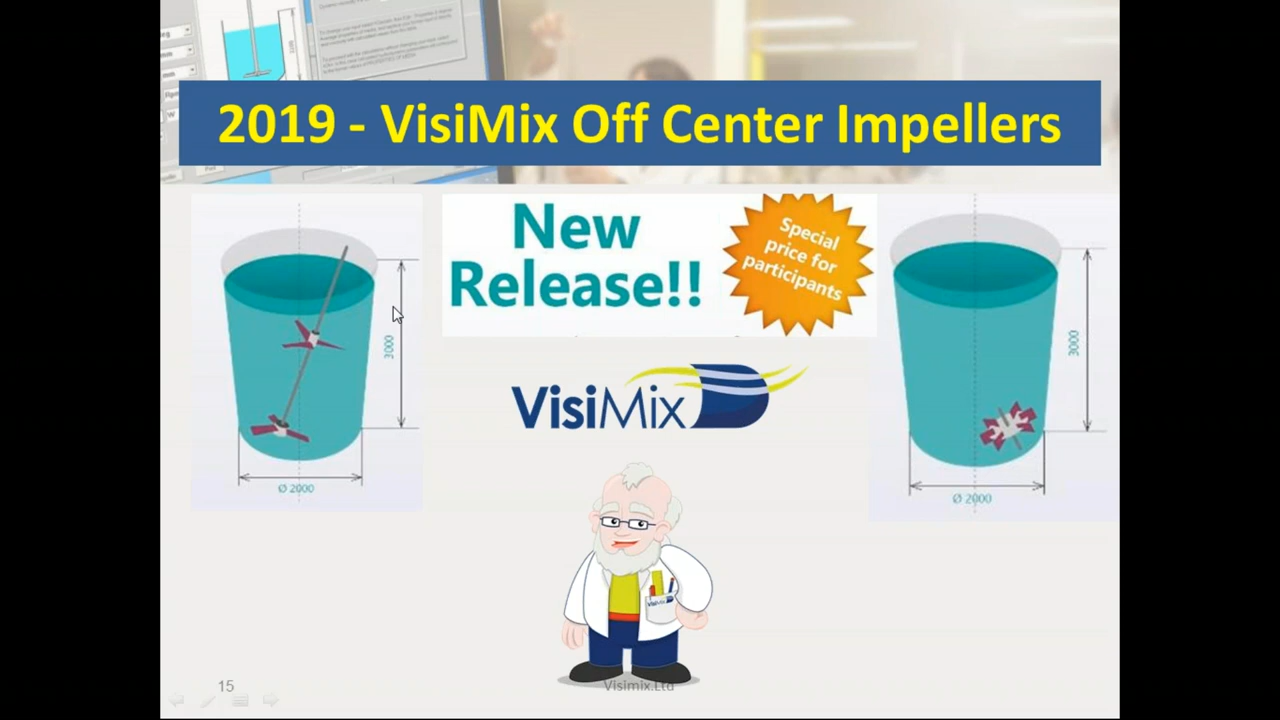 2019 - VisiMix Off Center Impellers
New
Release!!
Special
price for
participants
3000
Ø 2000
VisiMix
3000
Ø 2000
VisiMix
15
Visimix.Ltd